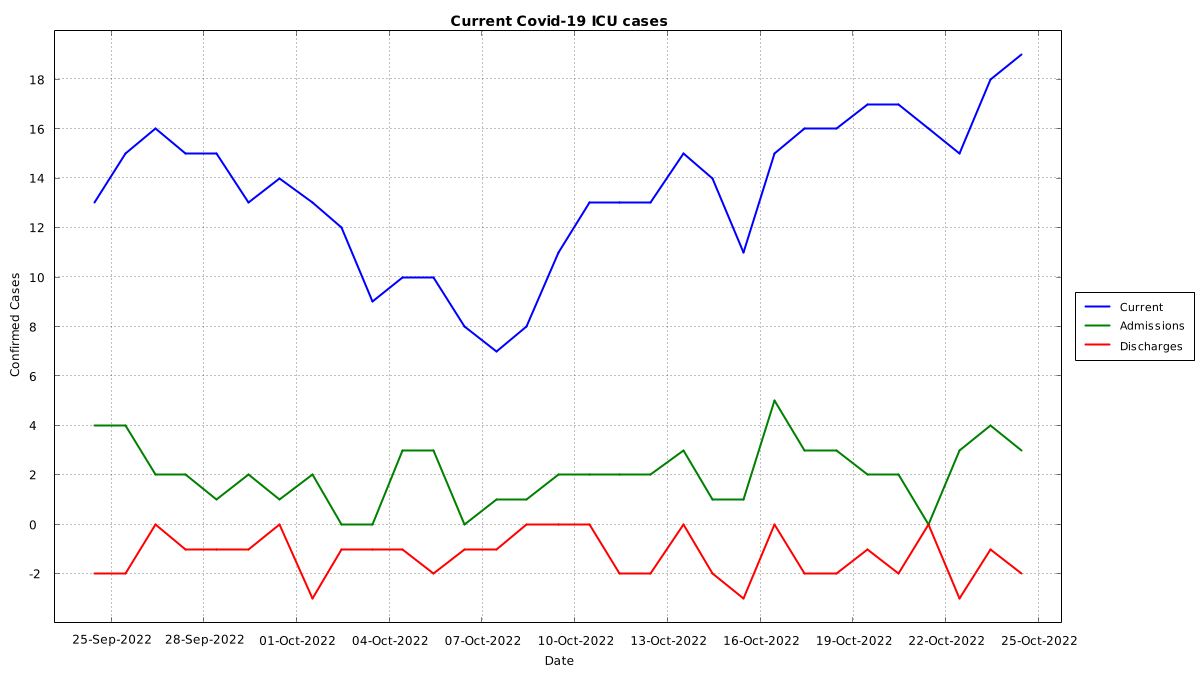 Current Covid-19 ICU cases
18
16
14
12
10
8
6
4
2
0
-2
Confirmed Cases
25-Sep-2022 28-Sep-2022 01-Oct-2022 04-Oct-2022 07-Oct-2022 10-Oct-2022 13-Oct-2022 16-Oct-2022 19-Oct-2022 22-Oct-2022 25-Oct-2022
Date
Current
Admissions
Discharges